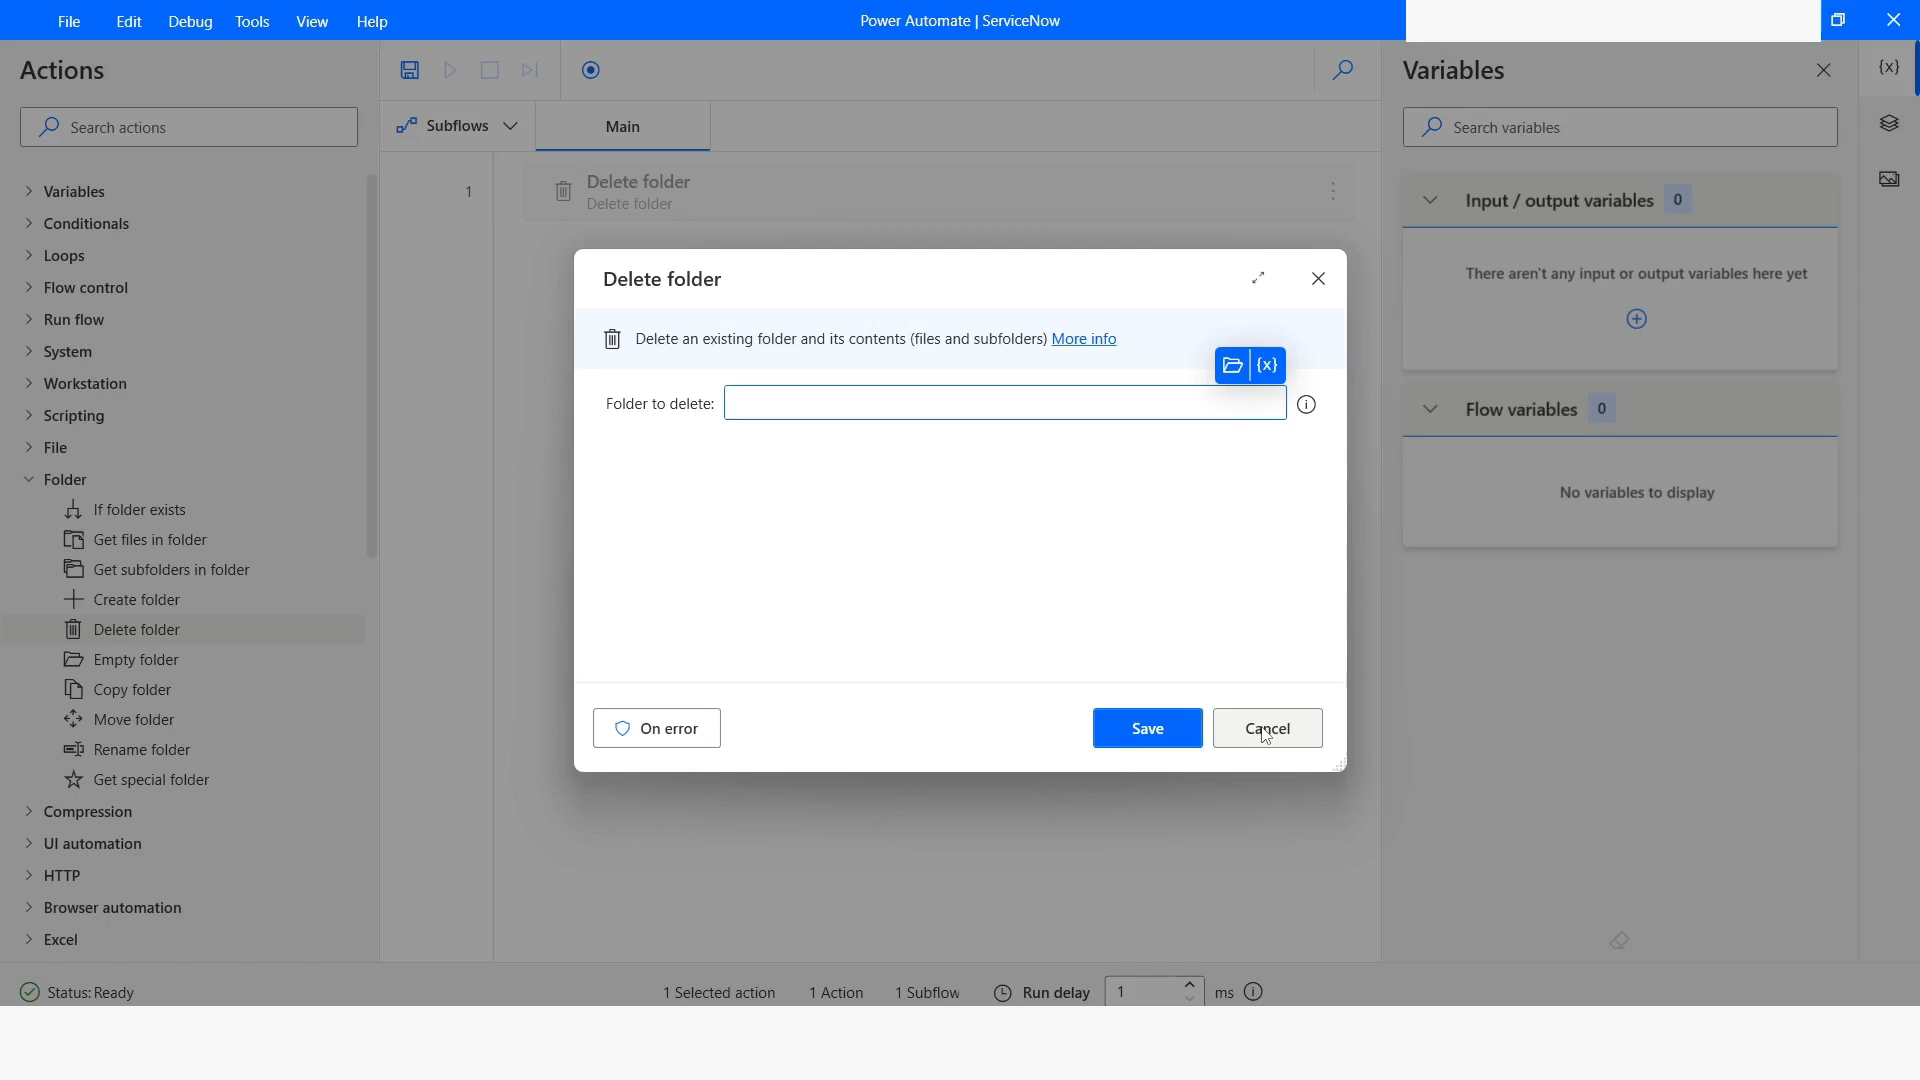 File Edit Debug Tools View Help
Power Automate | ServiceNow
Actions
Search actions
Variables
Conditionals
Loops
Flow control
Run flow
System
Workstation
Scripting
File
Folder
If folder exists
Get files in folder
Get subfolders in folder
Create folder
Delete folder
Empty folder
Copy folder
Move folder
Rename folder
Get special folder
Compression
UI automation
HTTP
Browser automation
Excel
Subflows
Main
1
Delete folder
Delete folder
Delete folder
Delete an existing folder and its contents (files and subfolders) More info
{x}
Folder to delete:
On error
Save
Cancel
Variables
{x}
Search variables
Input / output variables 0
There aren't any input or output variables here yet
Flow variables 0
No variables to display
Status: Ready
1 Selected action
1 Action
1 Subflow
Run delay
1
ms